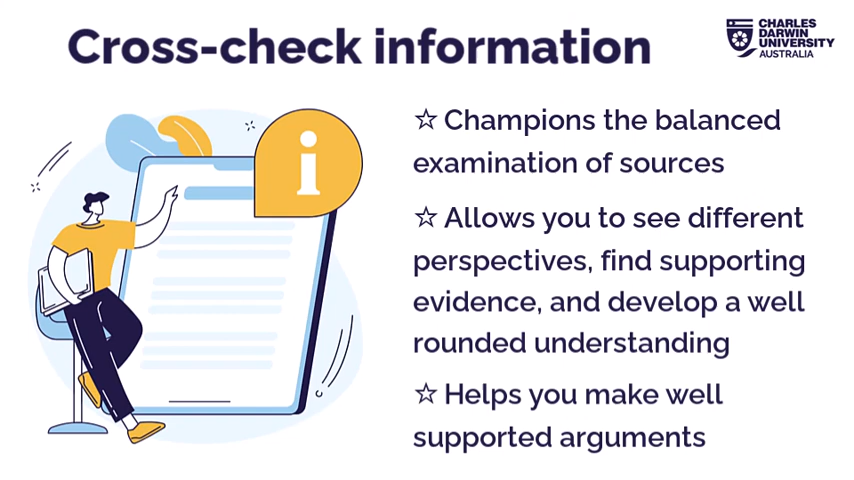 Cross-check information
CHARLES
DARWIN
UNIVERSITY
AUSTRALIA
i
☆ Champions the balanced
examination of sources
☆ Allows you to see different
perspectives, find supporting
evidence, and develop a well
rounded understanding
☆ Helps you make well
supported arguments